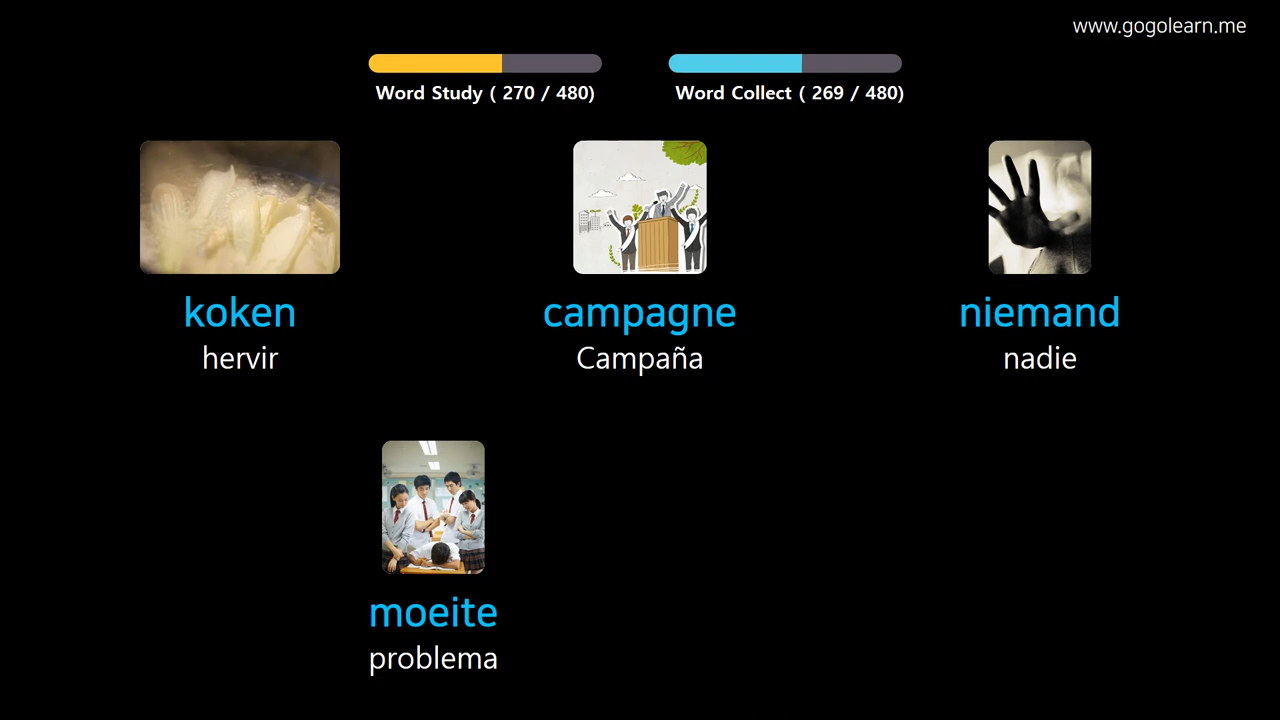 www.gogolearn.me
Word Study ( 270 / 480)
Word Collect ( 269 / 480)
koken
hervir
campagne
Campaña
niemand
nadie
moeite
problema